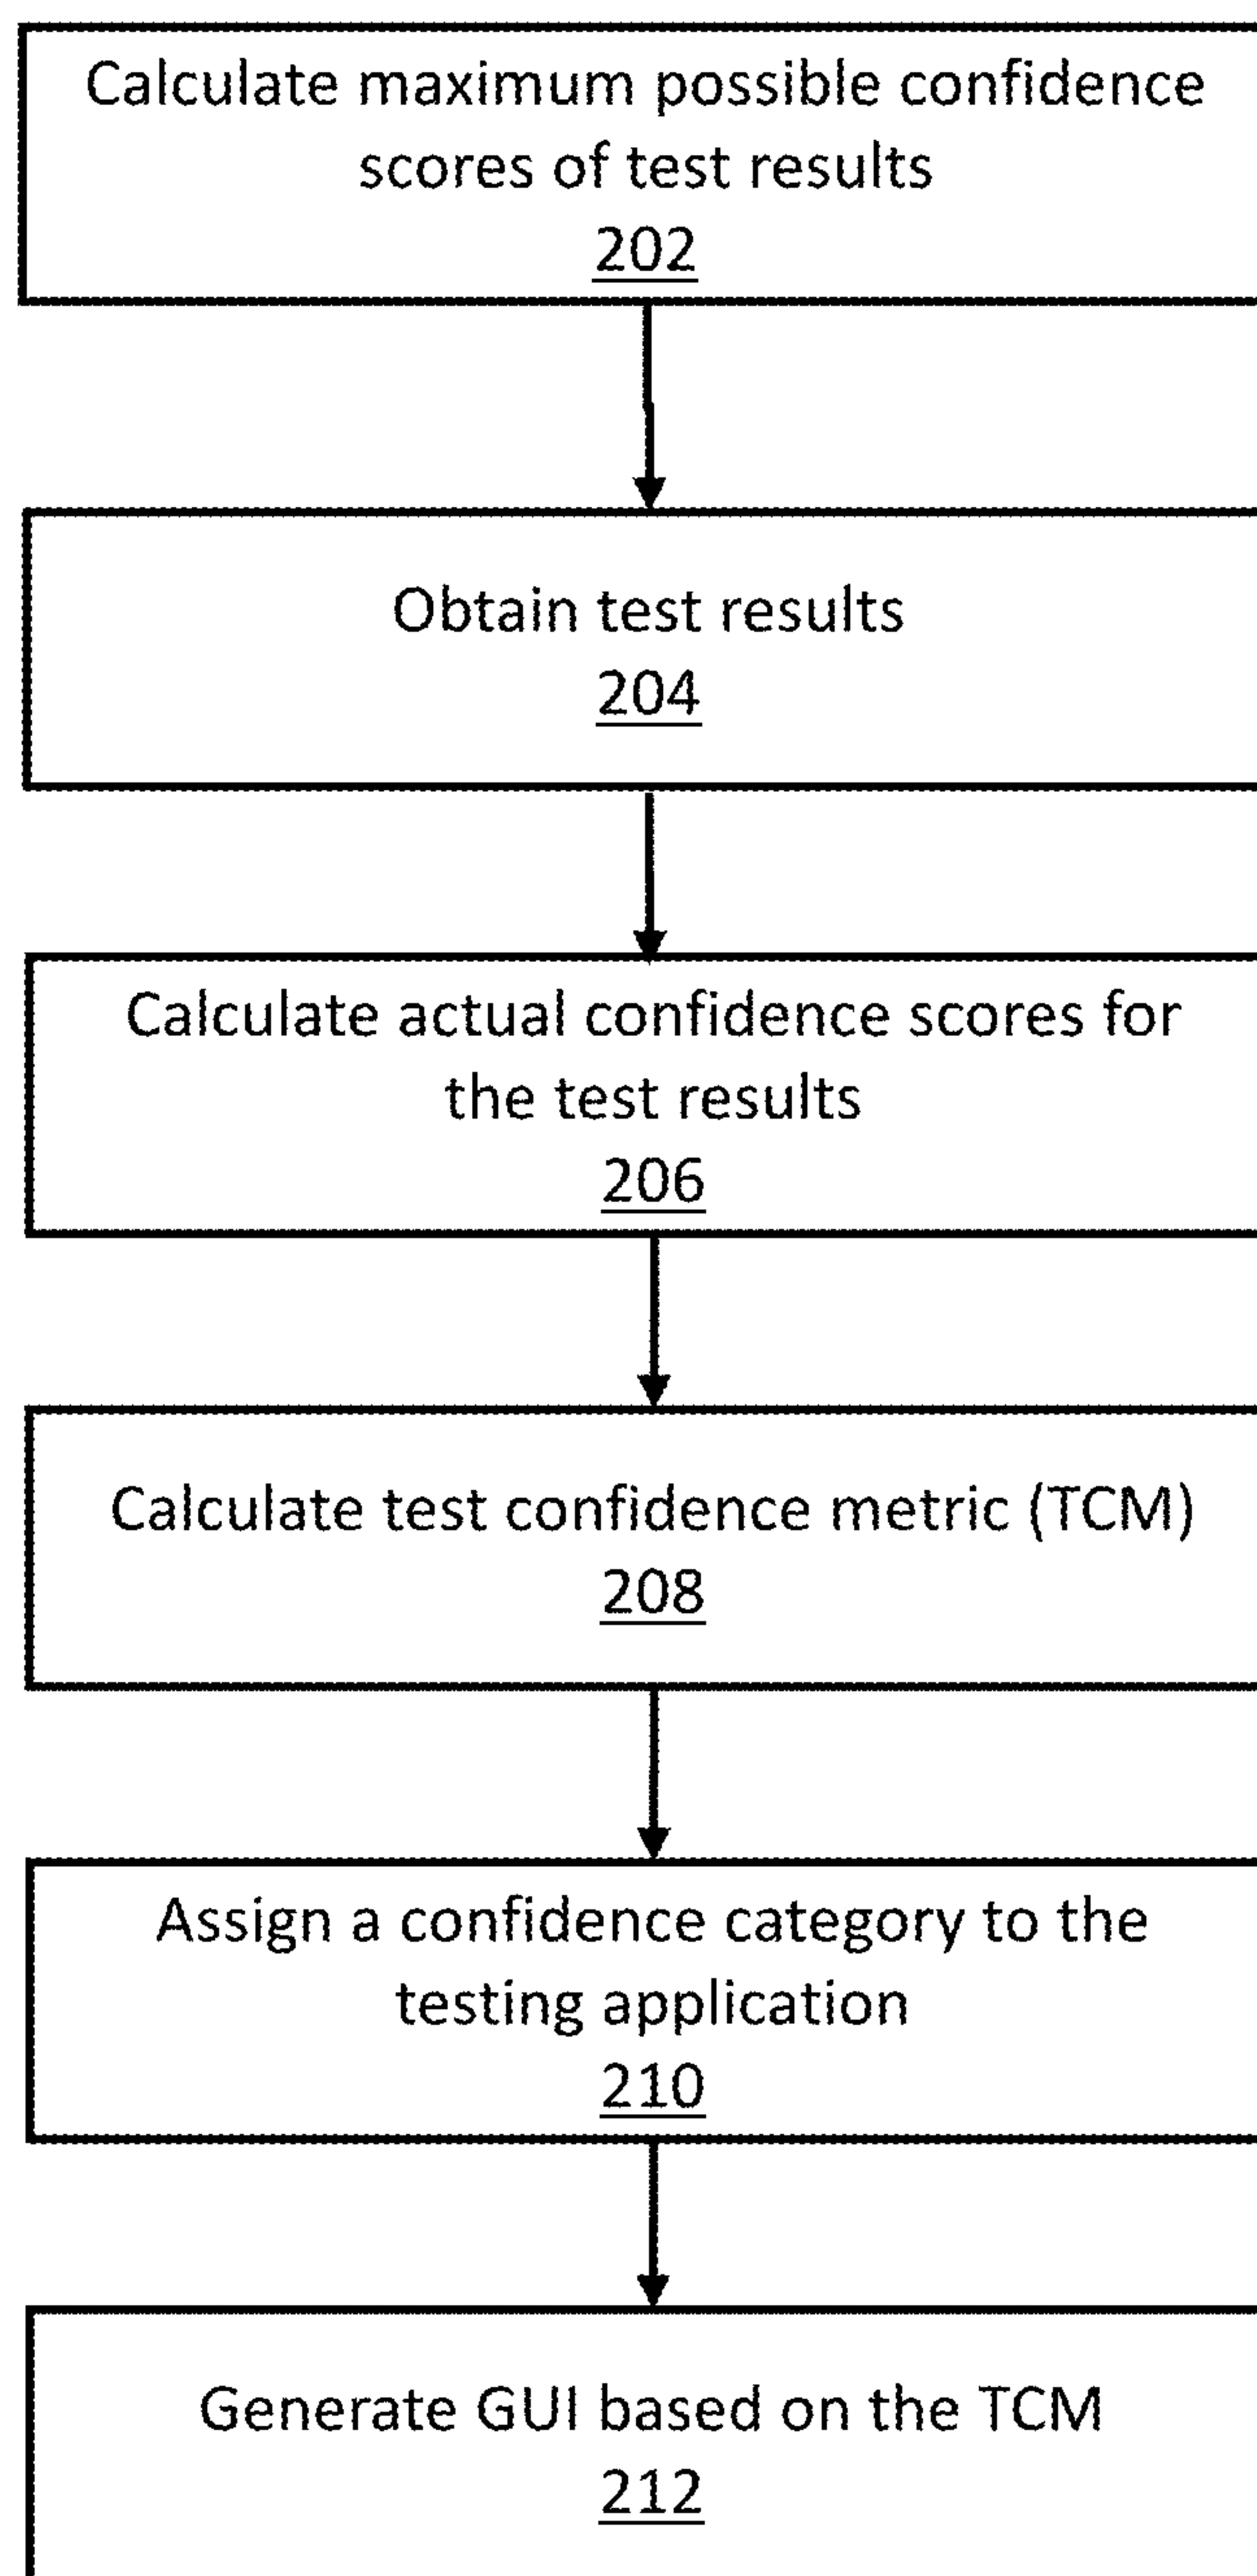 Calculate maximum possible confidence
scores of test results
202
Obtain test results
204
Calculate actual confidence scores for
the test results
206
Calculate test confidence metric (TCM)
208
Assign a confidence category to the
testing application
210
Generate GUI based on the TCM
212